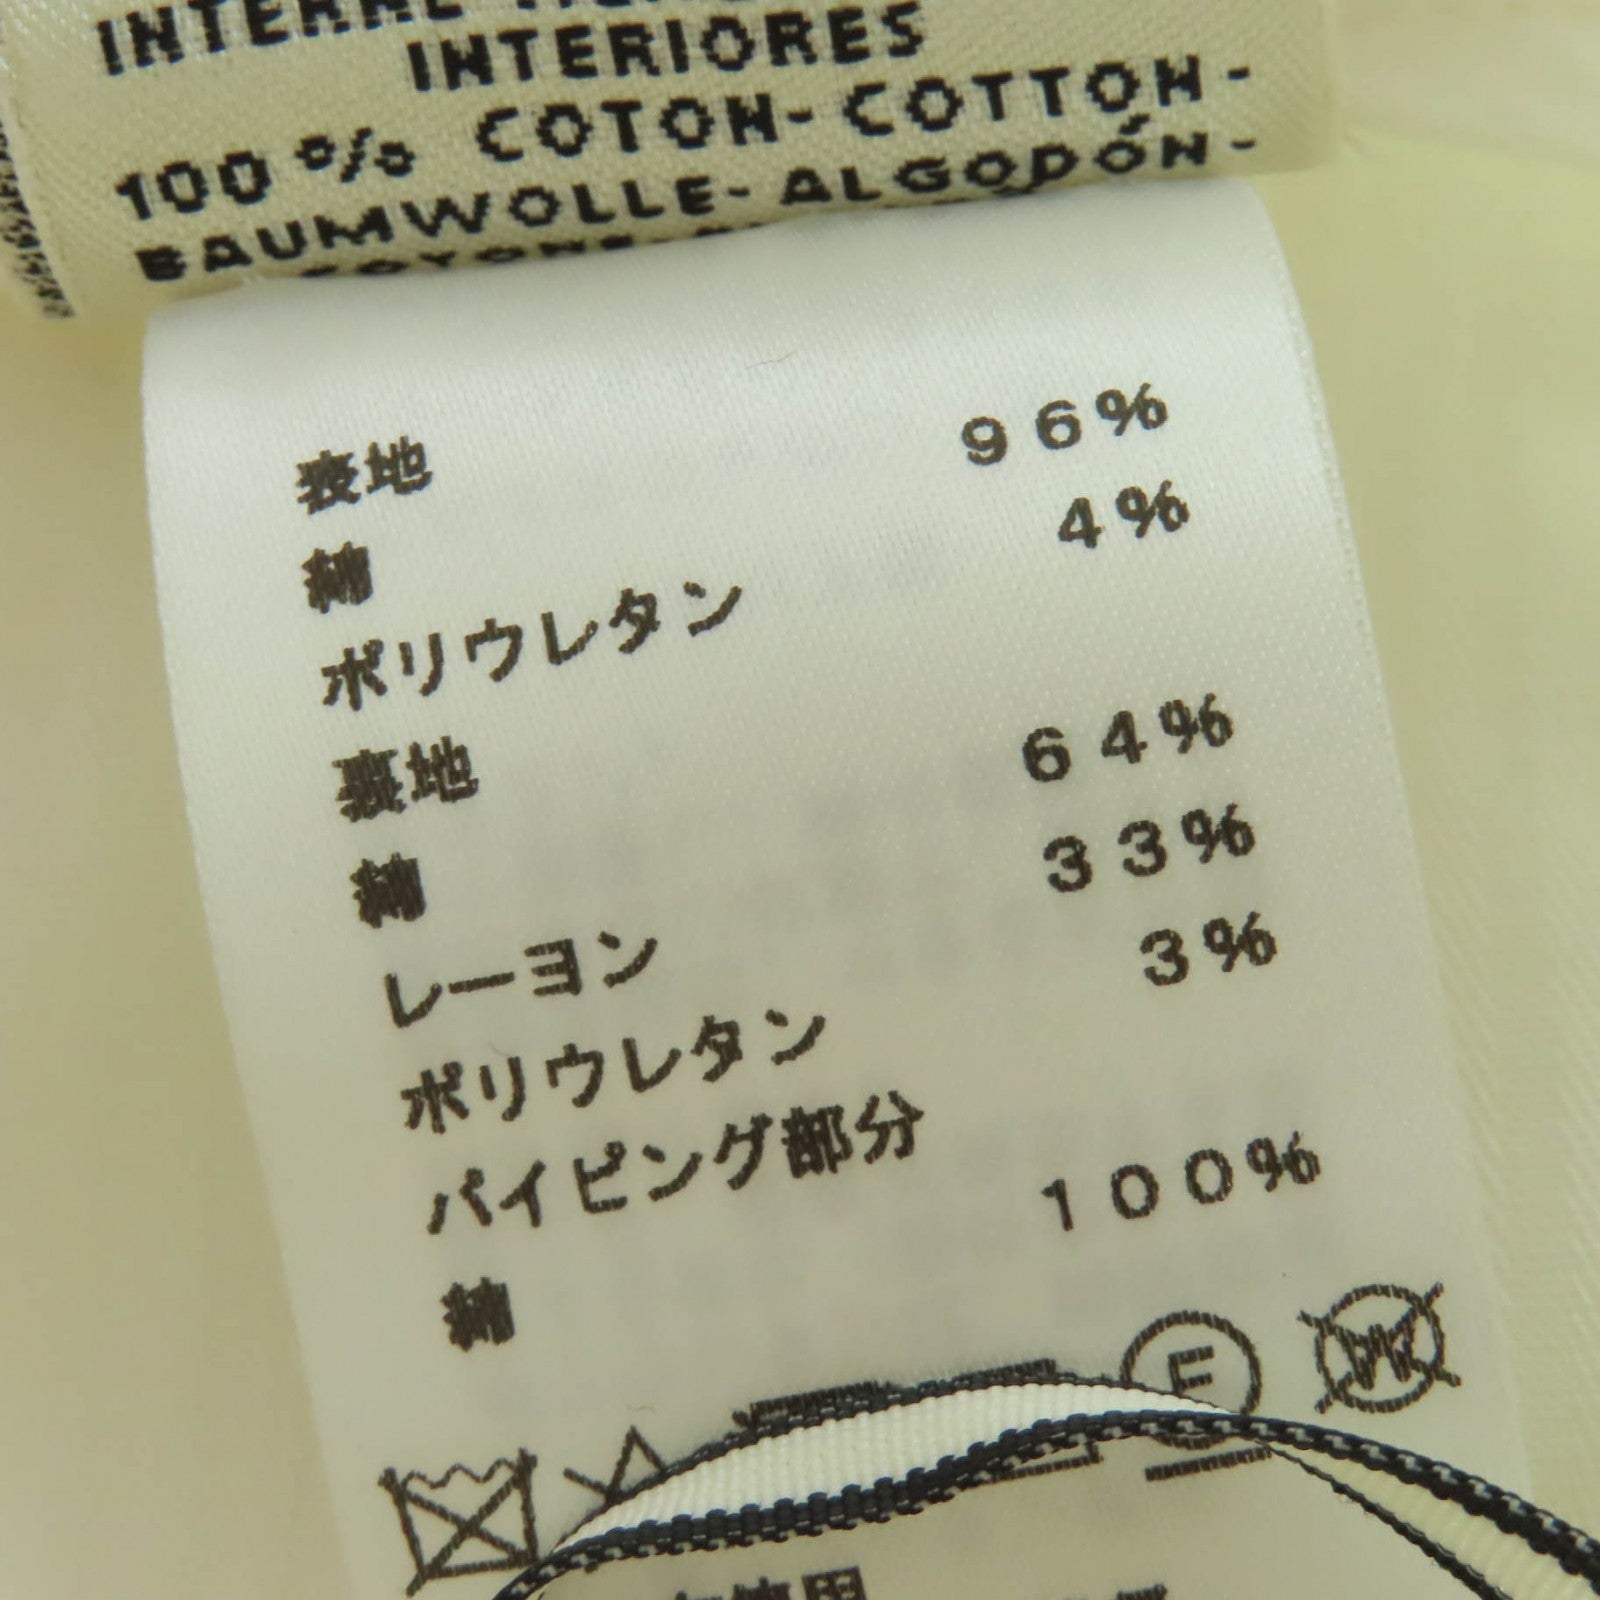 INTERIORES
100 % COTON- COTTON -
BAUMWOLLE- ALGODÓN -
表地
綿 96%
ポリウレタン 4%
裏地
綿 64%
レーヨン 33%
ポリウレタン 3%
パイピング部分
綿 100%
F
W